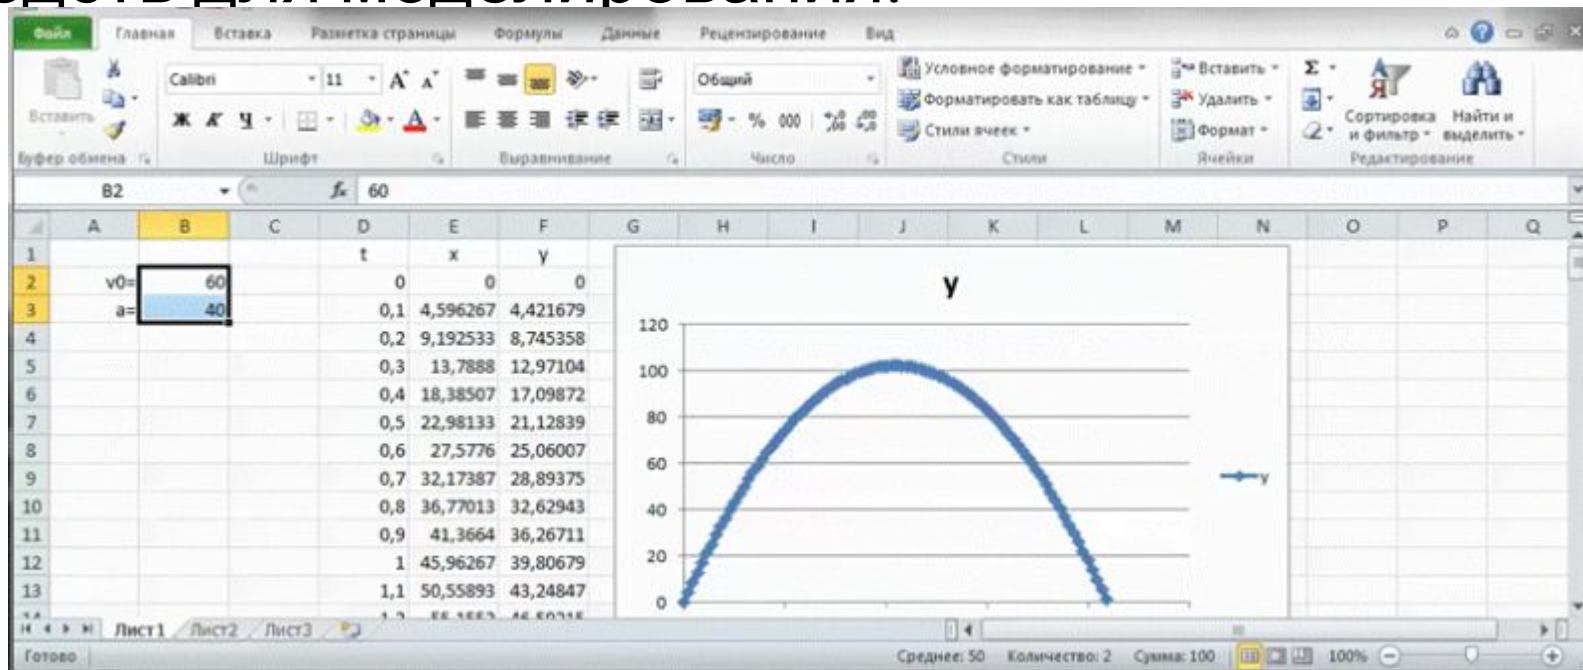 для моделирования.
Файл Главная Вставка Разметка страницы Формулы Данные Рецензирование Вид
Вставить
Calibri 11 A A
Ж К Ч А
Общий
% 000 ,0 ,00 ,00 ,0
Условное форматирование
Форматировать как таблицу
Стили ячеек
Вставить
Удалить
Формат
Σ
Сортировка и фильтр
Найти и выделить
Буфер обмена Шрифт Выравнивание Число Стили Ячейки Редактирование
B2 fx 60
A B C D E F G H I J K L M N O P Q
1 t x y
2 v0= 60 0 0 0
3 a= 40 0,1 4,596267 4,421679
4 0,2 9,192533 8,745358
5 0,3 13,7888 12,97104
6 0,4 18,38507 17,09872
7 0,5 22,98133 21,12839
8 0,6 27,5776 25,06007
9 0,7 32,17387 28,89375
10 0,8 36,77013 32,62943
11 0,9 41,3664 36,26711
12 1 45,96267 39,80679
13 1,1 50,55893 43,24847
y
120
100
80
60
40
20
0
y
Лист1 Лист2 Лист3
Готово Среднее: 50 Количество: 2 Сумма: 100 100%